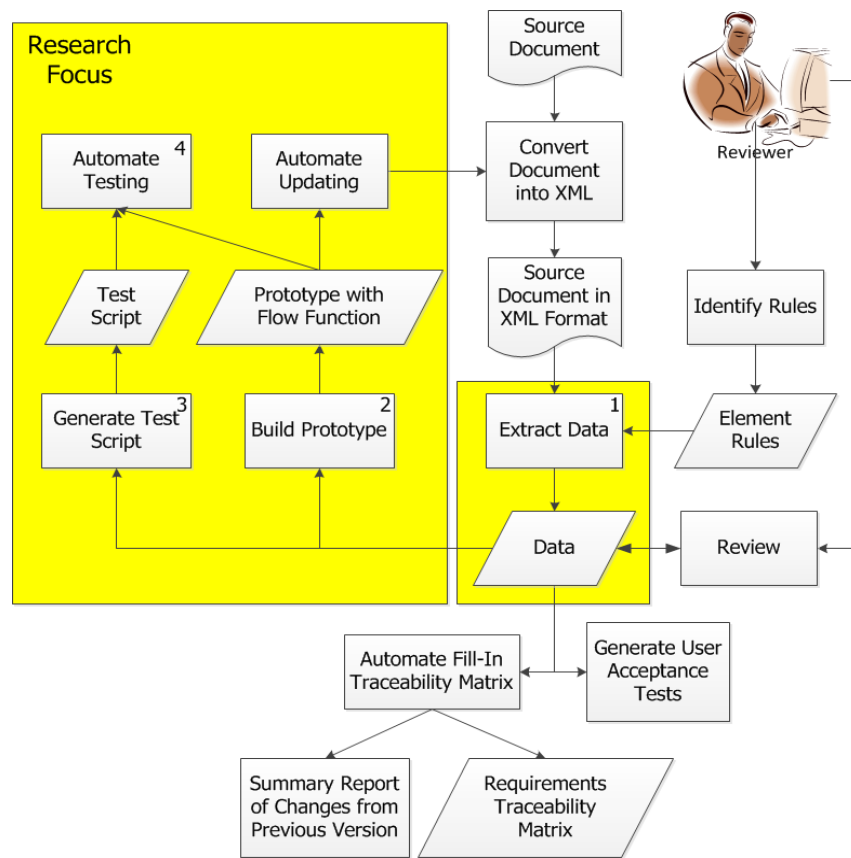 Research
Focus
Source
Document
Reviewer
4
Automate
Testing
Automate
Updating
Convert
Document
into XML
Test
Script
Prototype with
Flow Function
Source
Document in
XML Format
Identify Rules
3
Generate Test
Script
2
Build Prototype
1
Extract Data
Element
Rules
Data
Review
Automate Fill-In
Traceability Matrix
Generate User
Acceptance
Tests
Summary Report
of Changes from
Previous Version
Requirements
Traceability
Matrix